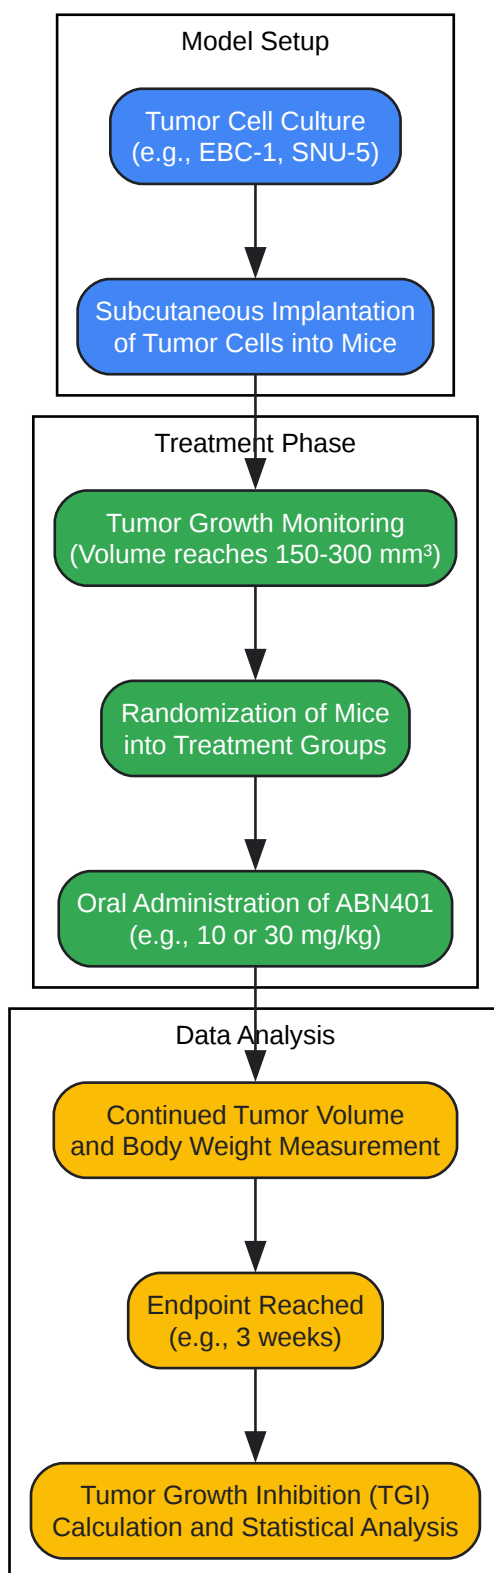 Model Setup
Tumor Cell Culture
(e.g., EBC-1, SNU-5)
Subcutaneous Implantation
of Tumor Cells into Mice
Treatment Phase
Tumor Growth Monitoring
(Volume reaches 150-300 mm³)
Randomization of Mice
into Treatment Groups
Oral Administration of ABN401
(e.g., 10 or 30 mg/kg)
Data Analysis
Continued Tumor Volume
and Body Weight Measurement
Endpoint Reached
(e.g., 3 weeks)
Tumor Growth Inhibition (TGI)
Calculation and Statistical Analysis